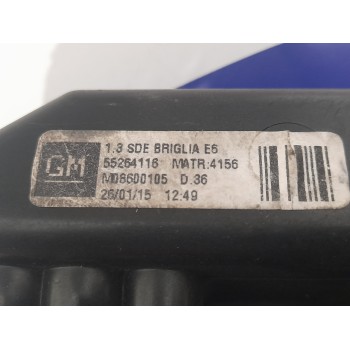 GM
1.3 SDE BRIGLIA E6
55264116 MATR:4156
M08600105 D.36
26/01/15 12:49